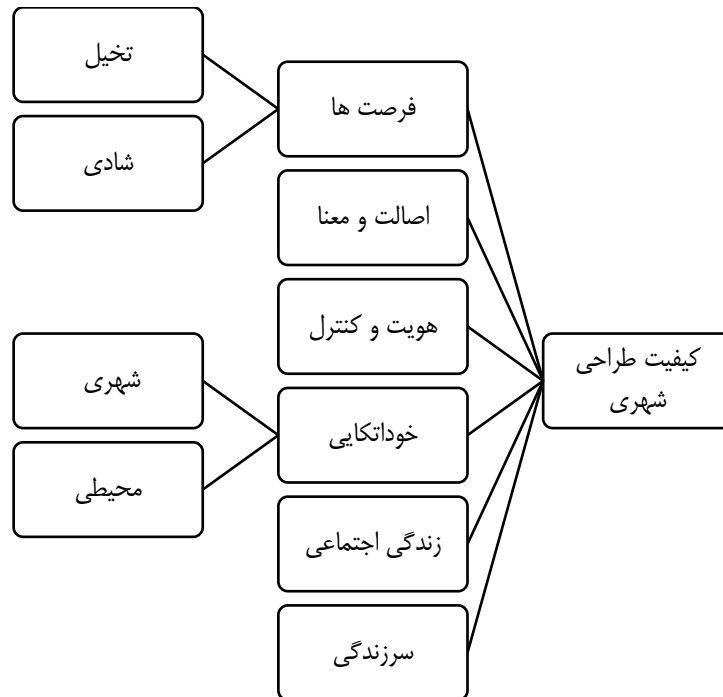 کیفیت طراحی
شهری
فرصت ها
تخیل
شادی
اصالت و معنا
هویت و کنترل
خوداتکایی
شهری
محیطی
زندگی اجتماعی
سرزندگی